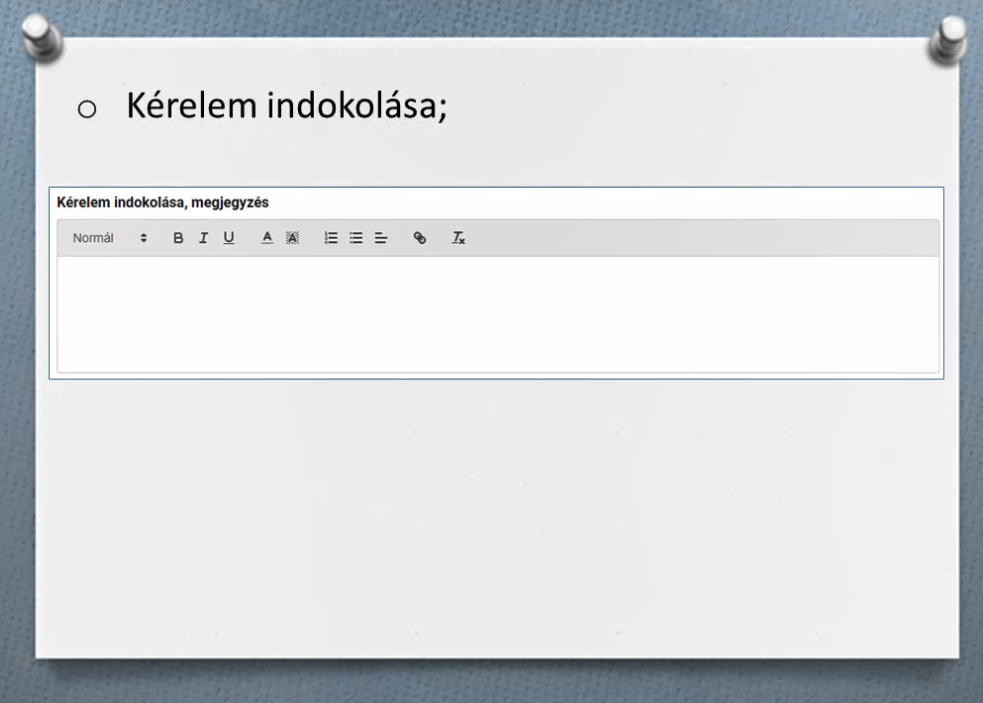 Kérelem indokolása;
Kérelem indokolása, megjegyzés
Normál B I U A A